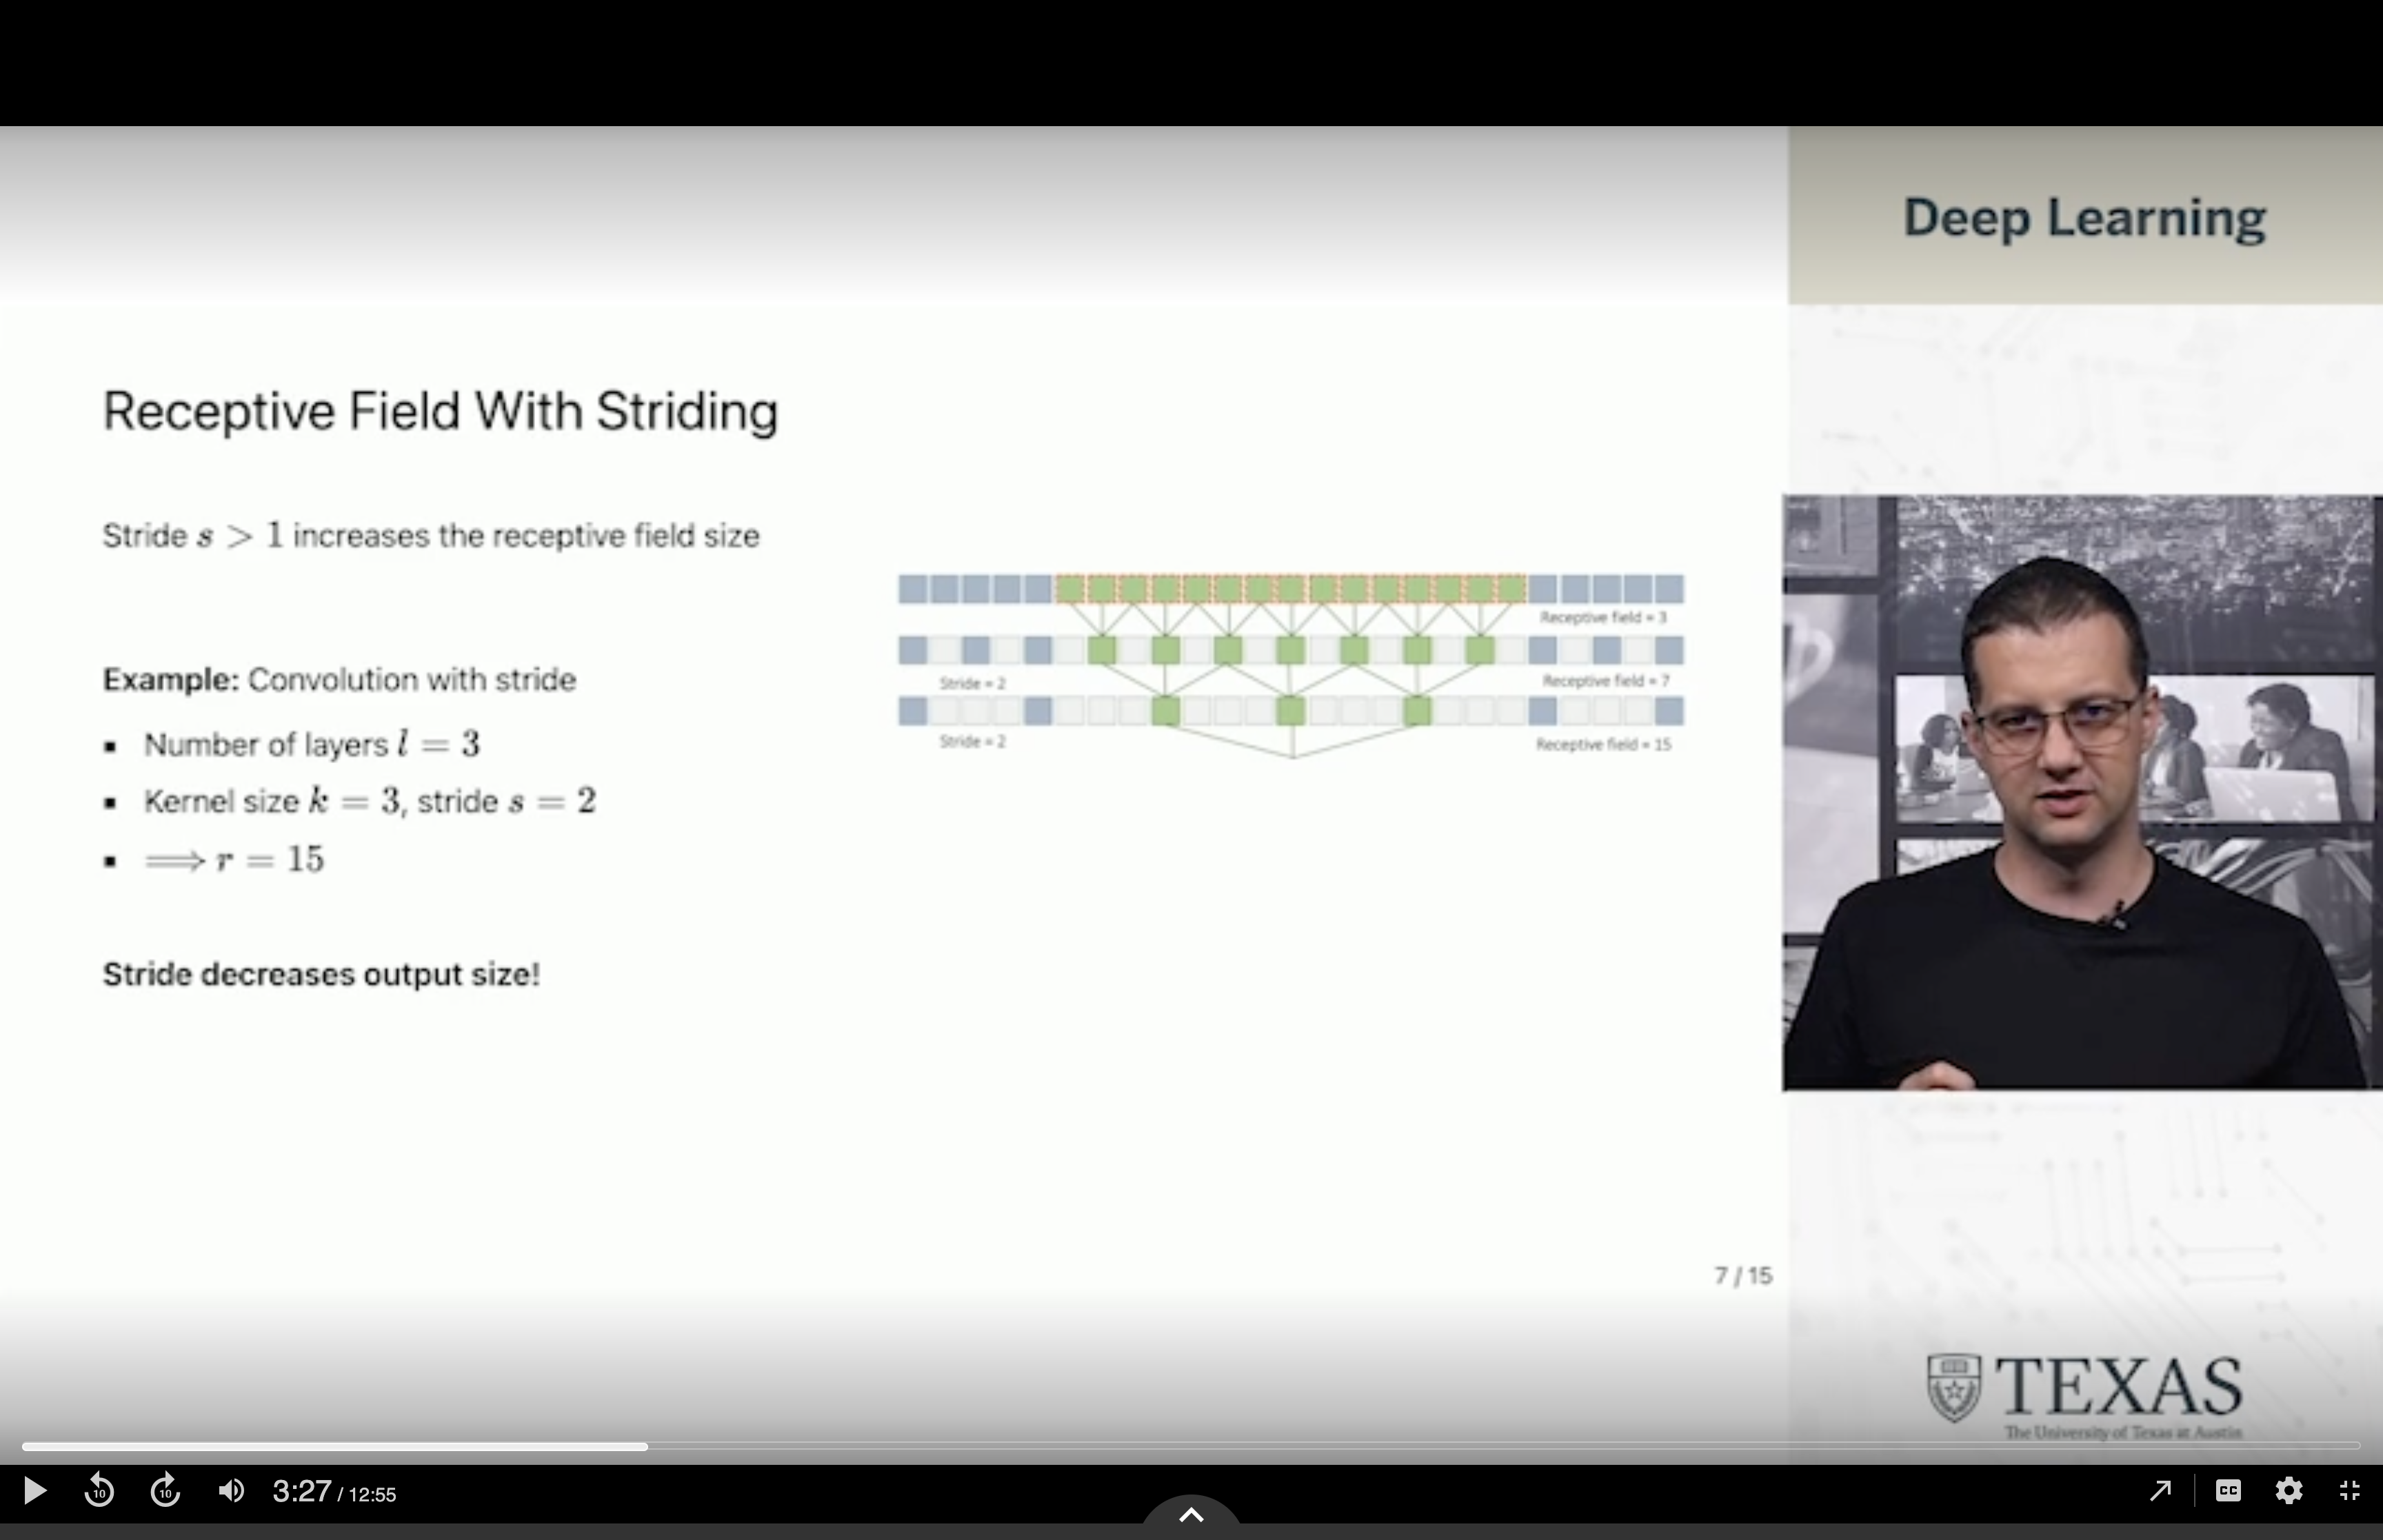 Deep Learning
Receptive Field With Striding
Stride s > 1 increases the receptive field size
Receptive field = 3
Example: Convolution with stride
Stride = 2
Receptive field = 7
▪ Number of layers l = 3
Stride = 2
Receptive field = 15
▪ Kernel size k = 3, stride s = 2
▪ ⟹ r = 15
Stride decreases output size!
7 / 15
TEXAS
The University of Texas at Austin
10
10
3:27 / 12:55
CC